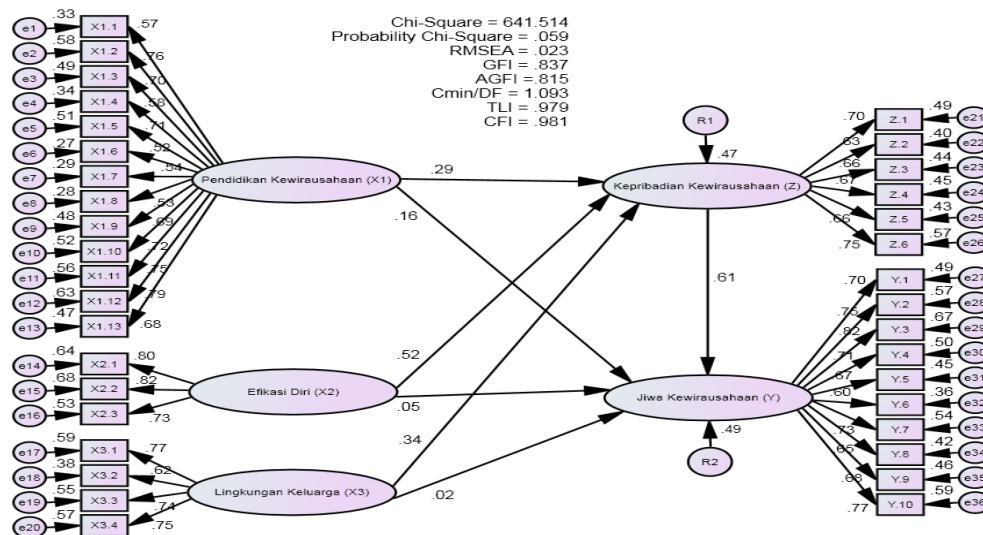 Chi-Square = 641.514
Probability Chi-Square = .059
RMSEA = .023
GFI = .837
AGFI = .815
Cmin/DF = 1.093
TLI = .979
CFI = .981
e1 .33 X1.1 .57
e2 .58 X1.2 .76
e3 .49 X1.3 .70
e4 .34 X1.4 .58
e5 .51 X1.5 .71
e6 .27 X1.6 .52
e7 .29 X1.7 .54
e8 .28 X1.8 .53
e9 .48 X1.9 .69
e10 .52 X1.10 .72
e11 .56 X1.11 .75
e12 .63 X1.12 .79
e13 .47 X1.13 .68
Pendidikan Kewirausahaan (X1)
.29
.16
e14 .64 X2.1 .80
e15 .68 X2.2 .82
e16 .53 X2.3 .73
Efikasi Diri (X2)
.52
.05
e17 .59 X3.1 .77
e18 .38 X3.2 .62
e19 .55 X3.3 .74
e20 .57 X3.4 .75
Lingkungan Keluarga (X3)
.34
.02
R1
.47
Kepribadian Kewirausahaan (Z)
.61
.70 Z.1 .49 e21
.63 Z.2 .40 e22
.66 Z.3 .44 e23
.67 Z.4 .45 e24
.66 Z.5 .43 e25
.75 Z.6 .57 e26
Jiwa Kewirausahaan (Y)
.49
R2
.70 Y.1 .49 e27
.75 Y.2 .57 e28
.82 Y.3 .67 e29
.71 Y.4 .50 e30
.67 Y.5 .45 e31
.60 Y.6 .36 e32
.73 Y.7 .54 e33
.65 Y.8 .42 e34
.68 Y.9 .46 e35
.77 Y.10 .59 e36